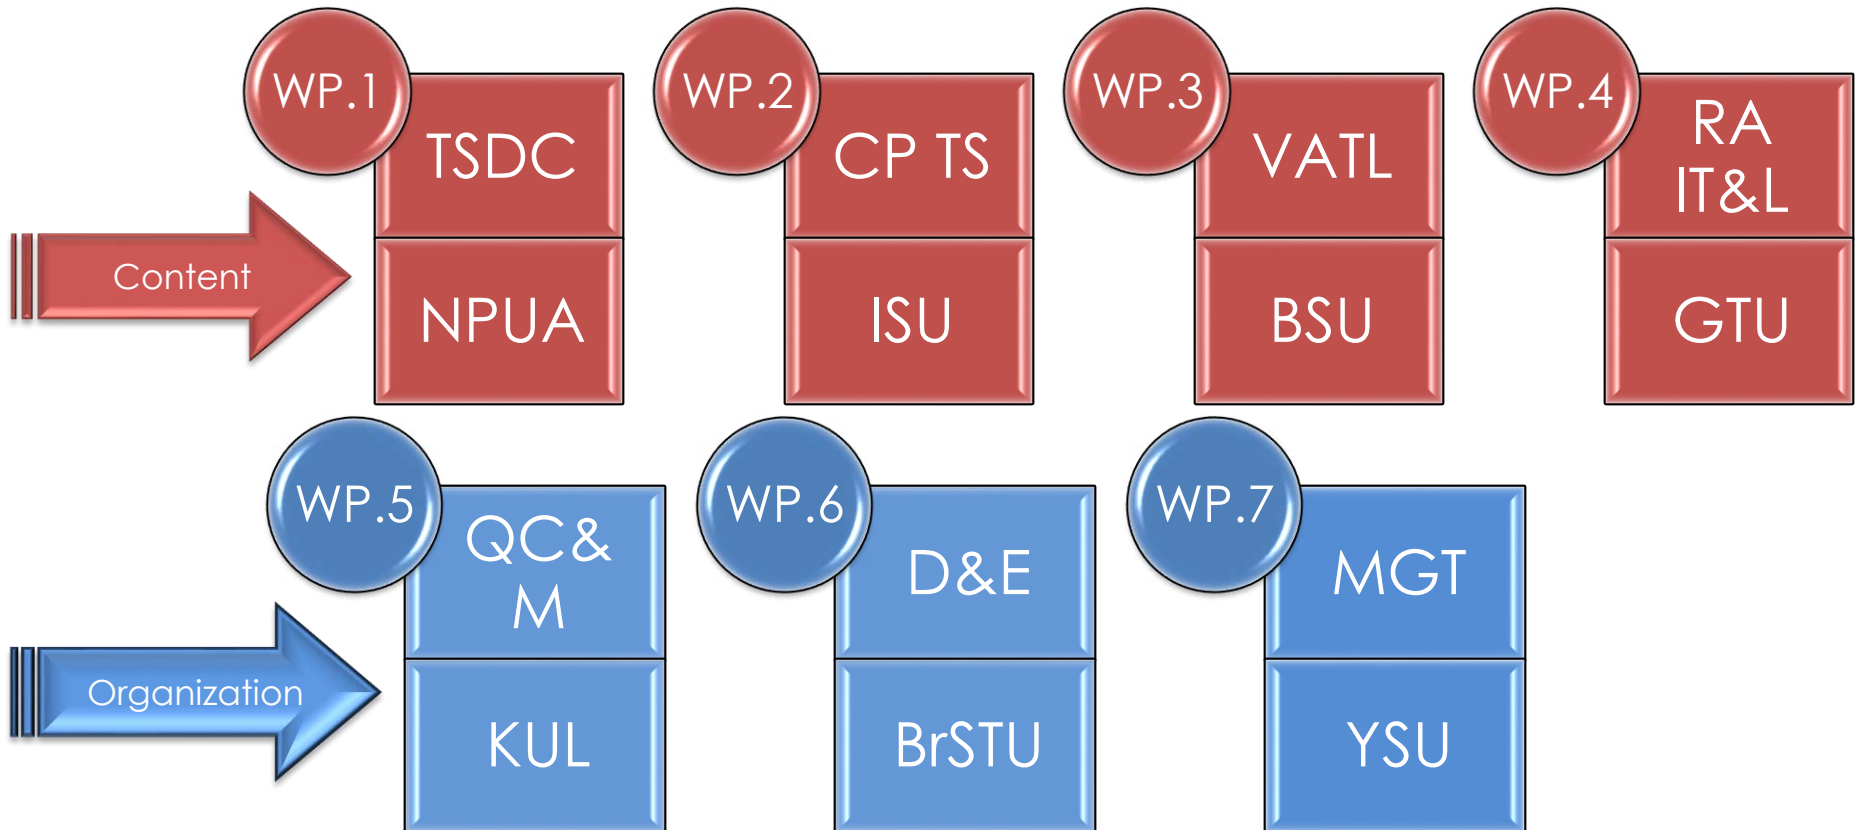 WP.1
TSDC
NPUA
WP.2
CP TS
ISU
WP.3
VATL
BSU
WP.4
RA
IT&L
GTU
Content
WP.5
QC&
M
KUL
WP.6
D&E
BrSTU
WP.7
MGT
YSU
Organization